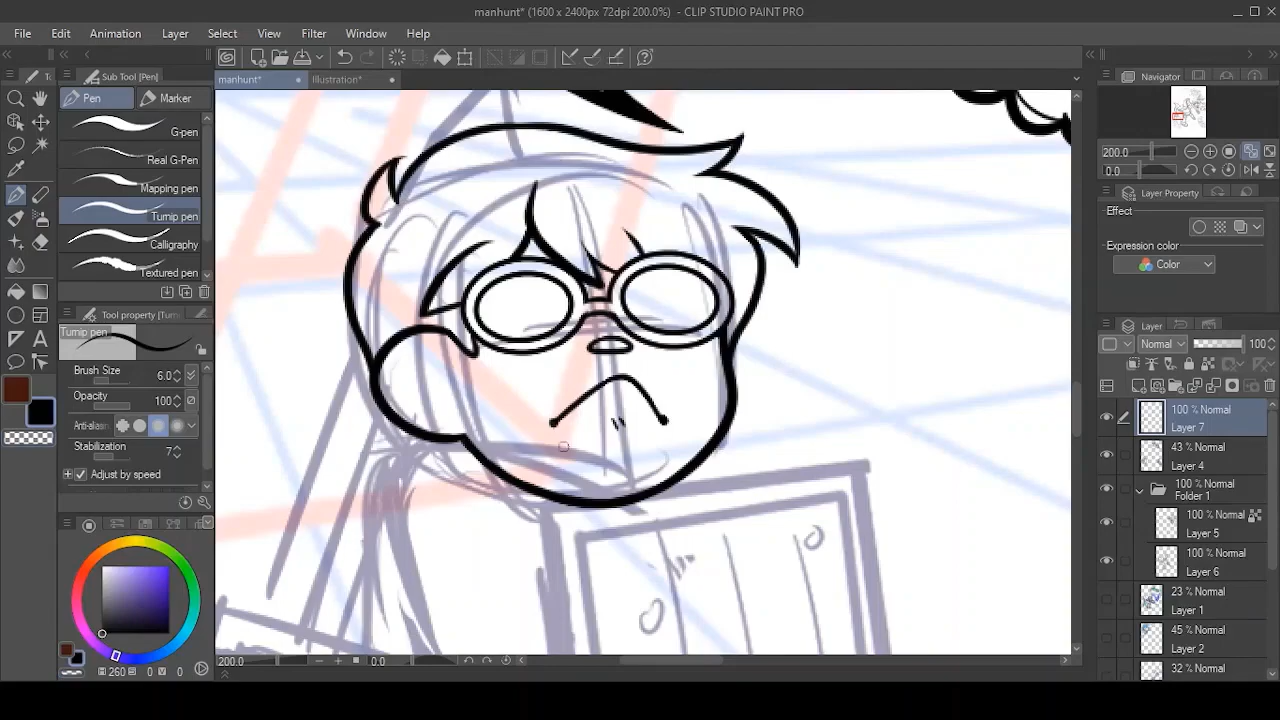 manhunt* (1600 x 2400px 72dpi 200.0%)  - CLIP STUDIO PAINT PRO
File Edit Animation Layer Select View Filter Window Help
Sub Tool [Pen]
Navigator
manhunt* Illustration*
Pen Marker
G-pen
Real G-Pen
Mapping pen
Turnip pen
Calligraphy
Textured pen
Tool property [Turni
Turnip pen
Brush Size 6.0
Opacity 100
Anti-alias
Stabilization 7
Adjust by speed
260 0 V 0
200.0 0.0
200.0
0.0
Layer Property
Effect
Expression color
Color
Layer
Normal 100
100 % Normal
Layer 7
43 % Normal
Layer 4
100 % Normal
Folder 1
100 % Normal
Layer 5
100 % Normal
Layer 6
23 % Normal
Layer 1
45 % Normal
Layer 2
32 % Normal